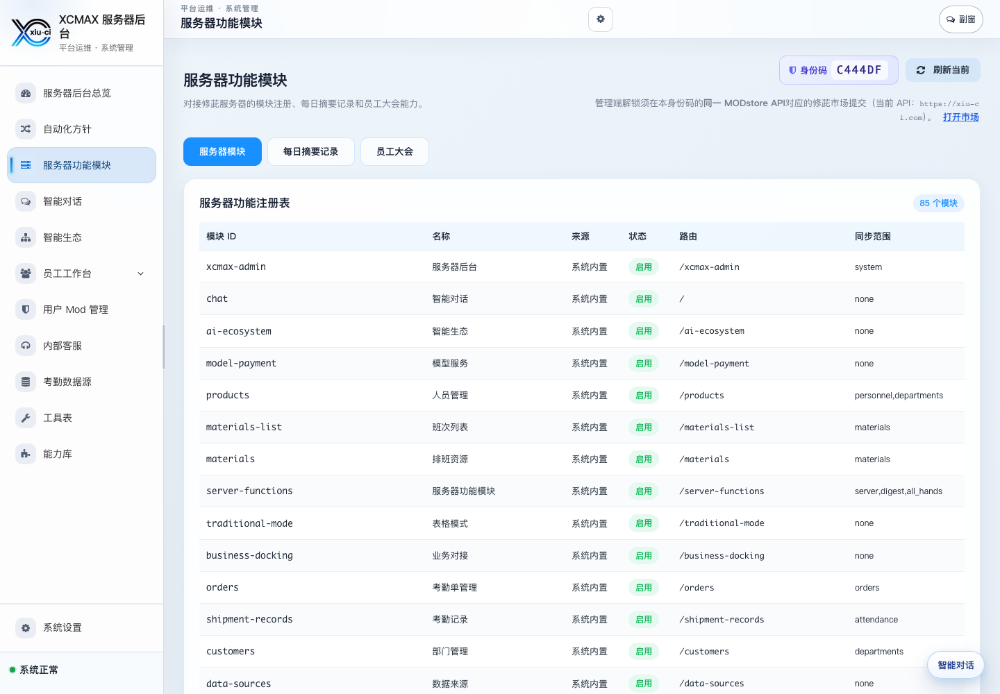 xiu-ci
XCMAX 服务器后
台
平台运维 · 系统管理
服务器后台总览
自动化方针
服务器功能模块
智能对话
智能生态
员工工作台
用户 Mod 管理
内部客服
考勤数据源
工具表
能力库
系统设置
系统正常
平台运维 · 系统管理
服务器功能模块
副窗
服务器功能模块
对接修茈服务器的模块注册、每日摘要记录和员工大会能力。
身份码 C444DF
刷新当前
管理端解锁须在本身份码的同一 MODstore API对应的修茈市场提交（当前 API：https://xiu-c
i.com）。 打开市场
服务器模块 每日摘要记录 员工大会
服务器功能注册表 85 个模块
模块 ID 名称 来源 状态 路由 同步范围
xcmax-admin 服务器后台 系统内置 启用 /xcmax-admin system
chat 智能对话 系统内置 启用 / none
ai-ecosystem 智能生态 系统内置 启用 /ai-ecosystem none
model-payment 模型服务 系统内置 启用 /model-payment none
products 人员管理 系统内置 启用 /products personnel,departments
materials-list 班次列表 系统内置 启用 /materials-list materials
materials 排班资源 系统内置 启用 /materials materials
server-functions 服务器功能模块 系统内置 启用 /server-functions server,digest,all_hands
traditional-mode 表格模式 系统内置 启用 /traditional-mode none
business-docking 业务对接 系统内置 启用 /business-docking none
orders 考勤单管理 系统内置 启用 /orders orders
shipment-records 考勤记录 系统内置 启用 /shipment-records attendance
customers 部门管理 系统内置 启用 /customers departments
data-sources 数据来源 系统内置 启用 /data-sources none
智能对话